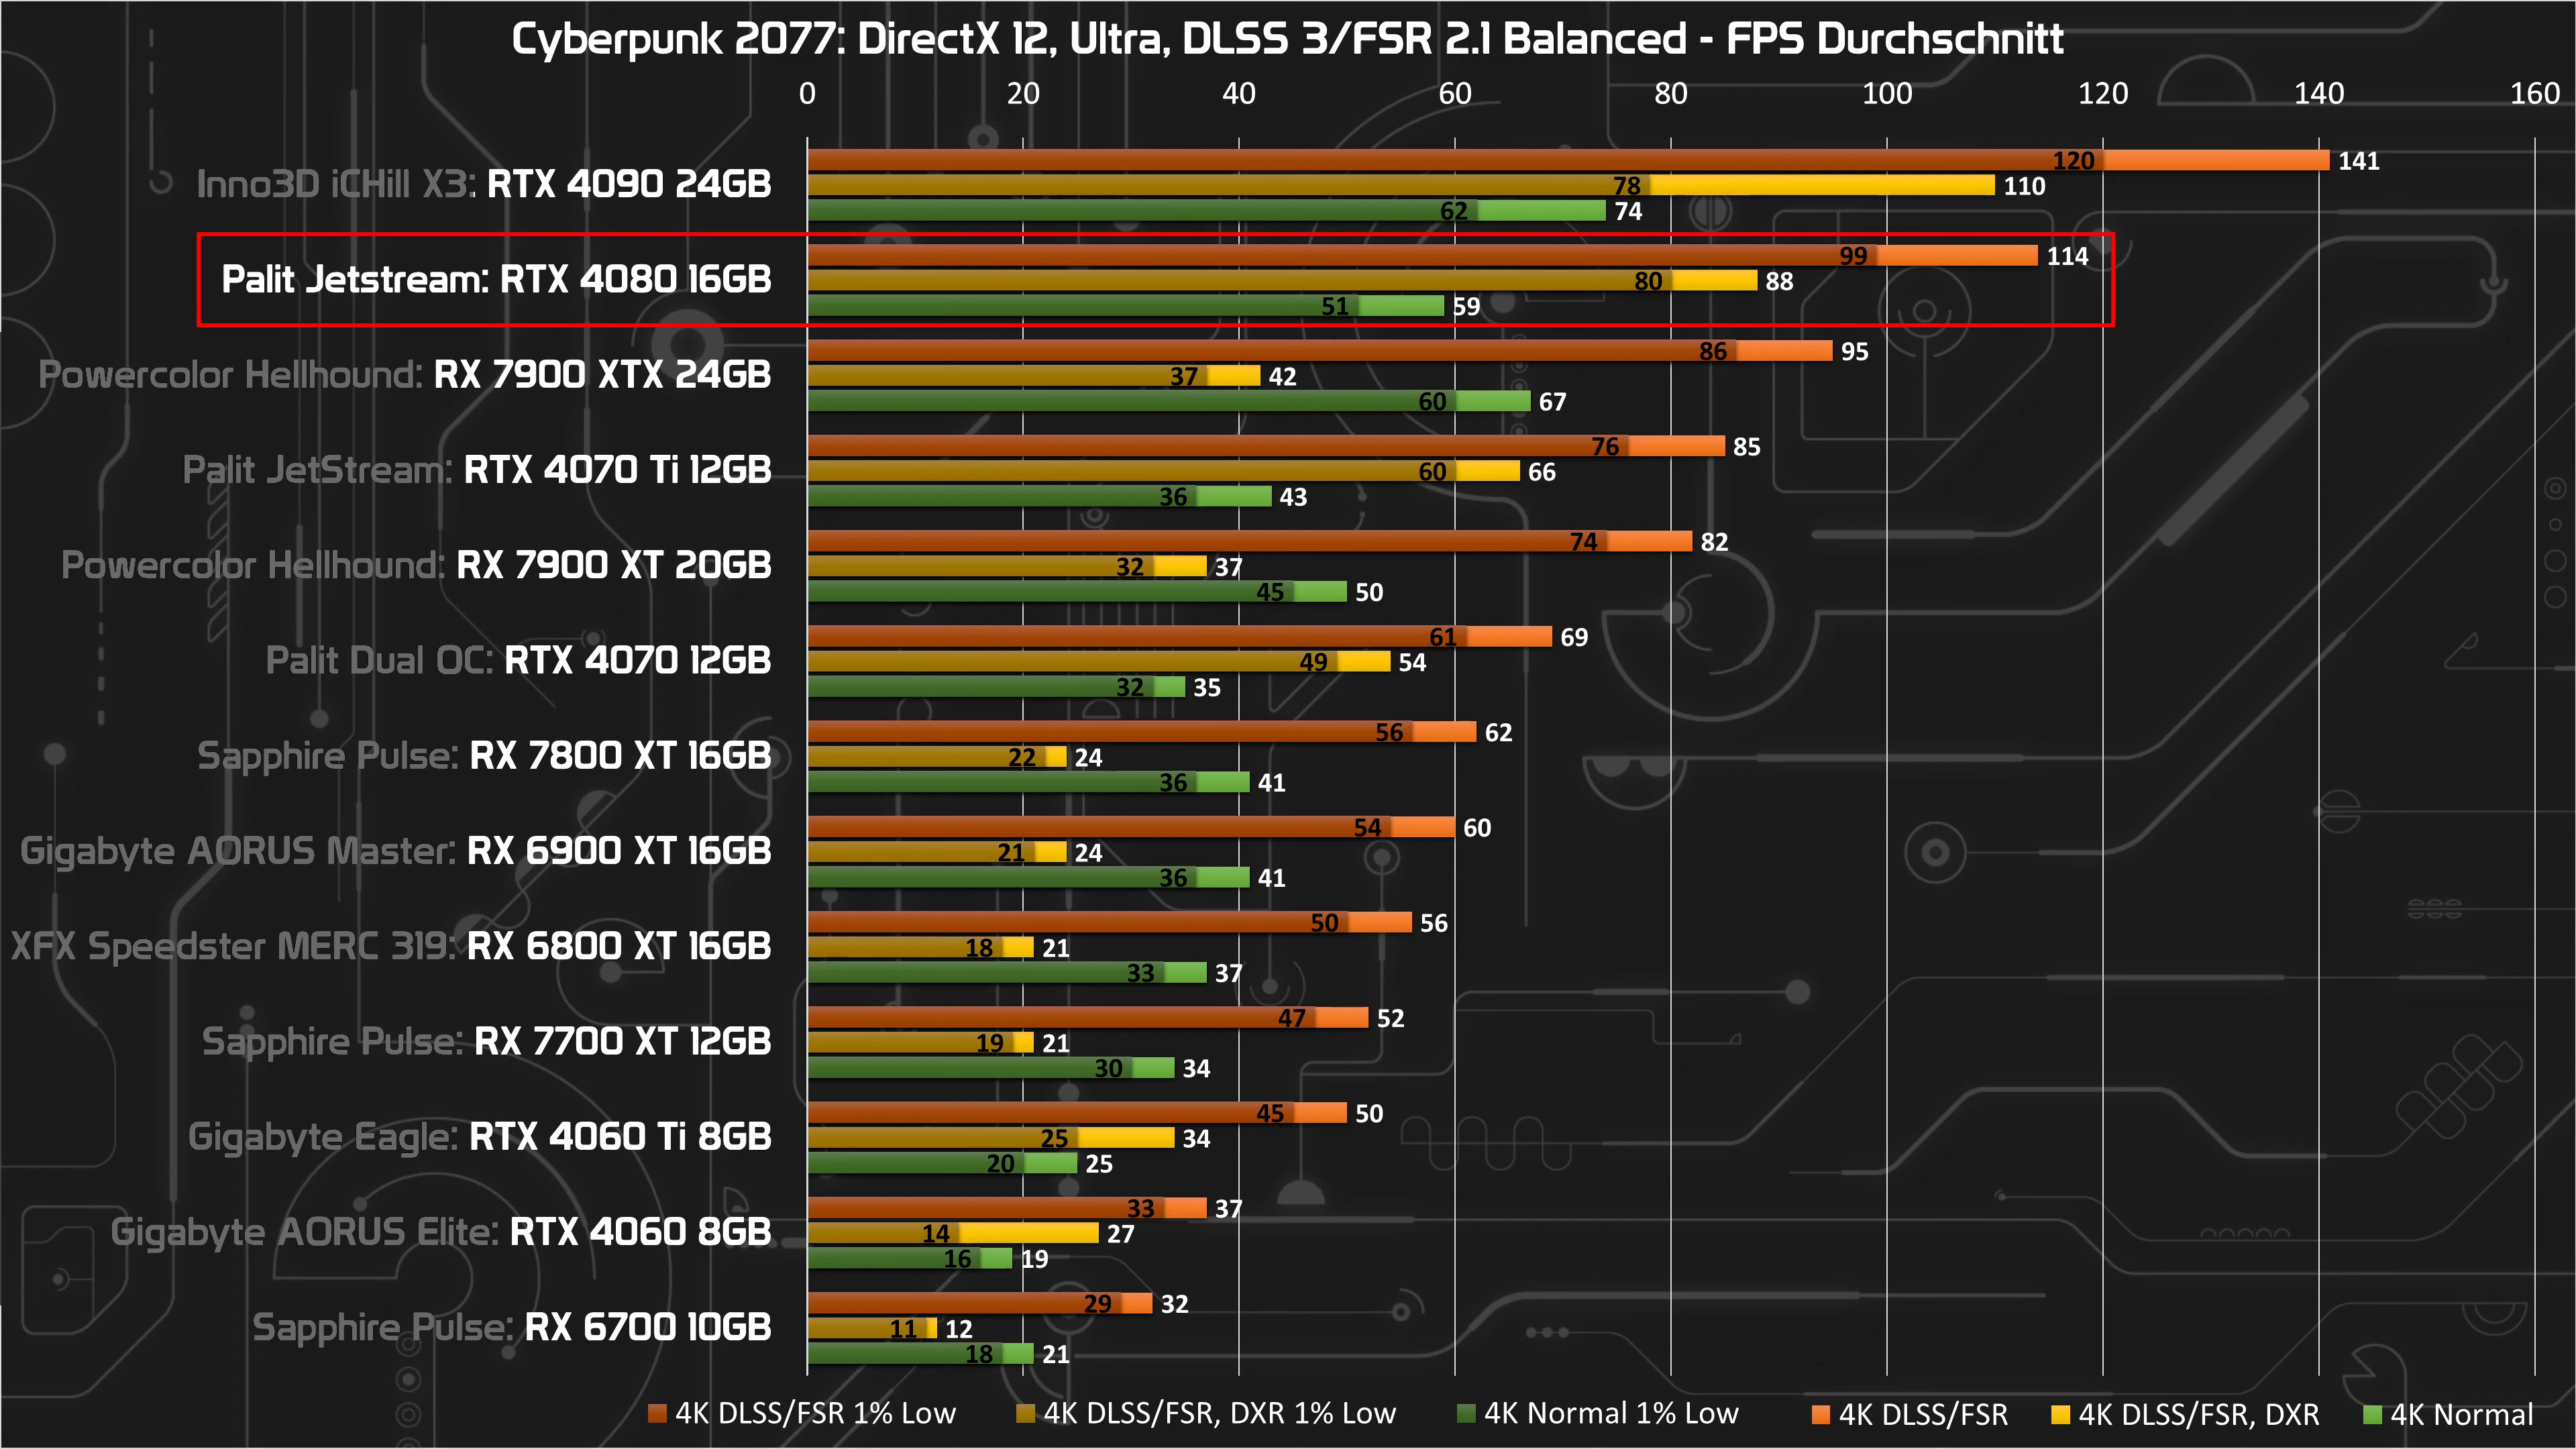 Cyberpunk 2077: DirectX 12, Ultra, DLSS 3/FSR 2.1 Balanced - FPS Durchschnitt
0 20 40 60 80 100 120 140 160
120 141
Inno3D iCHill X3: RTX 4090 24GB 78 110
62 74
99 114
Palit Jetstream: RTX 4080 16GB 80 88
51 59
86 95
Powercolor Hellhound: RX 7900 XTX 24GB 37 42
60 67
76 85
Palit JetStream: RTX 4070 Ti 12GB 60 66
36 43
74 82
Powercolor Hellhound: RX 7900 XT 20GB 32 37
45 50
61 69
Palit Dual OC: RTX 4070 12GB 49 54
32 35
56 62
Sapphire Pulse: RX 7800 XT 16GB 22 24
36 41
54 60
Gigabyte AORUS Master: RX 6900 XT 16GB 21 24
36 41
50 56
XFX Speedster MERC 319: RX 6800 XT 16GB 18 21
33 37
47 52
Sapphire Pulse: RX 7700 XT 12GB 19 21
30 34
45 50
Gigabyte Eagle: RTX 4060 Ti 8GB 25 34
20 25
33 37
Gigabyte AORUS Elite: RTX 4060 8GB 14 27
16 19
29 32
Sapphire Pulse: RX 6700 10GB 11 12
18 21
4K DLSS/FSR 1% Low 4K DLSS/FSR, DXR 1% Low 4K Normal 1% Low 4K DLSS/FSR 4K DLSS/FSR, DXR 4K Normal